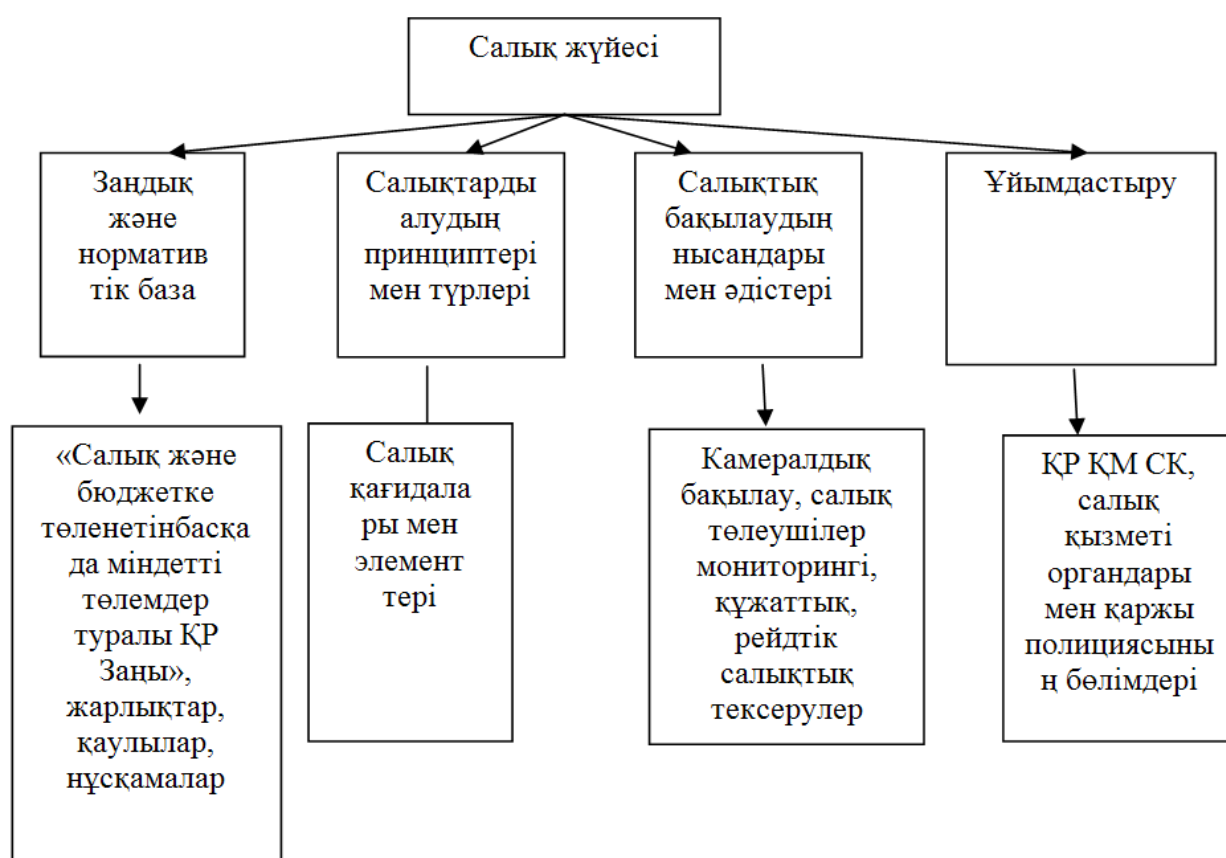 Салық жүйесі
Заңдық
және
норматив
тік база
Салықтарды
алудың
принциптері
мен түрлері
Салықтық
бақылаудың
нысандары
мен әдістері
Ұйымдастыру
«Салық және
бюджетке
төленетінбасқа
да міндетті
төлемдер
туралы ҚР
Заңы»,
жарлықтар,
қаулылар,
нұсқамалар
Салық
қағидала
ры мен
элемент
тері
Камералдық
бақылау, салық
төлеушілер
мониторингі,
құжаттық,
рейдтік
салықтық
тексерулер
ҚР ҚМ СК,
салық
қызметі
органдары
мен қаржы
полициясыны
ң бөлімдері